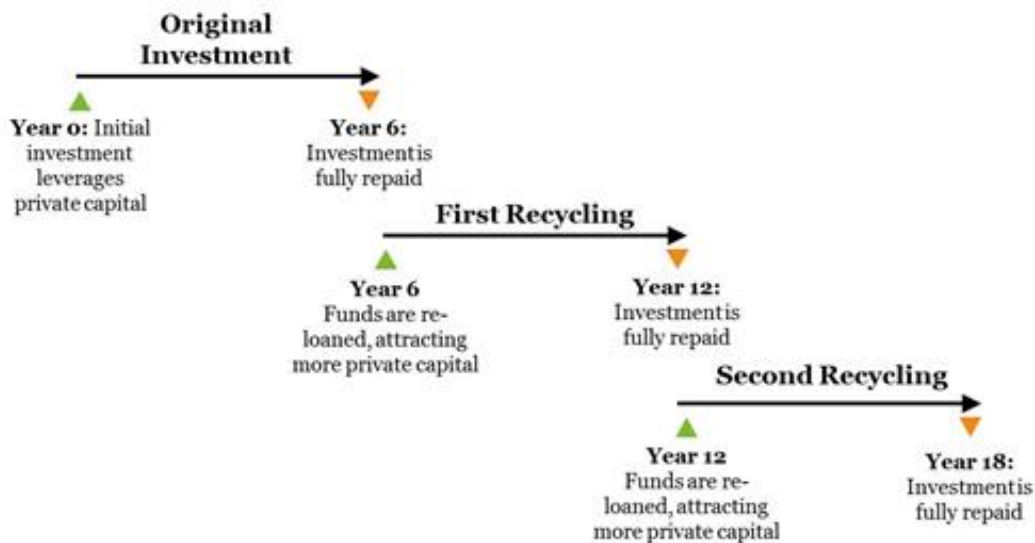 Original
Investment
Year 0: Initial
investment
leverages
private capital
Year 6:
Investment is
fully repaid
First Recycling
Year 6
Funds are re-
loaned, attracting
more private capital
Year 12:
Investment is
fully repaid
Second Recycling
Year 12
Funds are re-
loaned, attracting
more private capital
Year 18:
Investment is
fully repaid